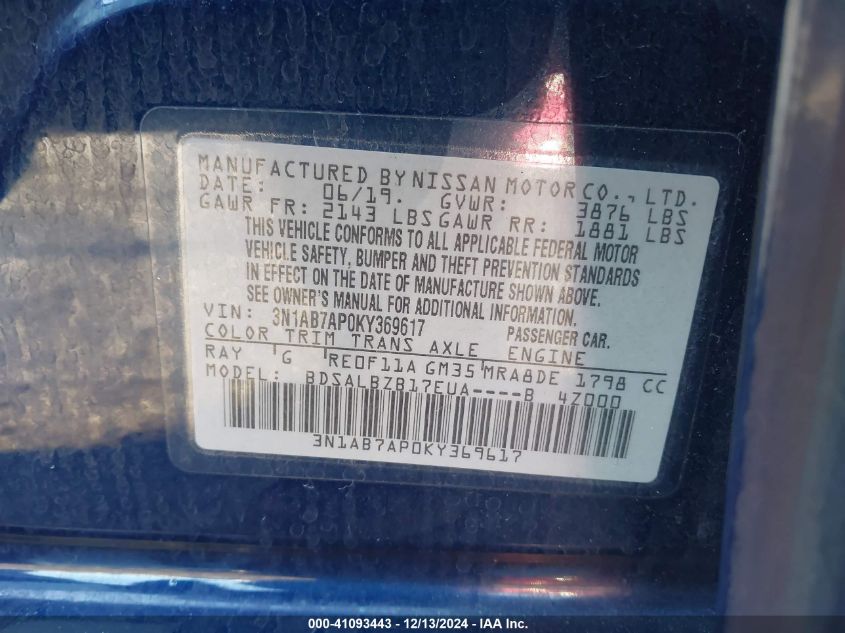 MANUFACTURED BY NISSAN MOTOR CO., LTD.
DATE: 06/19. GVWR: 3876 LBS
GAWR FR: 2143 LBS GAWR RR: 1881 LBS
THIS VEHICLE CONFORMS TO ALL APPLICABLE FEDERAL MOTOR
VEHICLE SAFETY, BUMPER AND THEFT PREVENTION STANDARDS
IN EFFECT ON THE DATE OF MANUFACTURE SHOWN ABOVE.
SEE OWNER'S MANUAL FOR ADDITIONAL INFORMATION.
VIN: 3N1AB7AP0KY369617 PASSENGER CAR.
COLOR TRIM TRANS AXLE ENGINE
RAY G RE0F11A GM35 MRA8DE 1798 CC
MODEL: BDSALBZB17EUA----B 4Z000
3N1AB7AP0KY369617
000-41093443 - 12/13/2024 - IAA Inc.